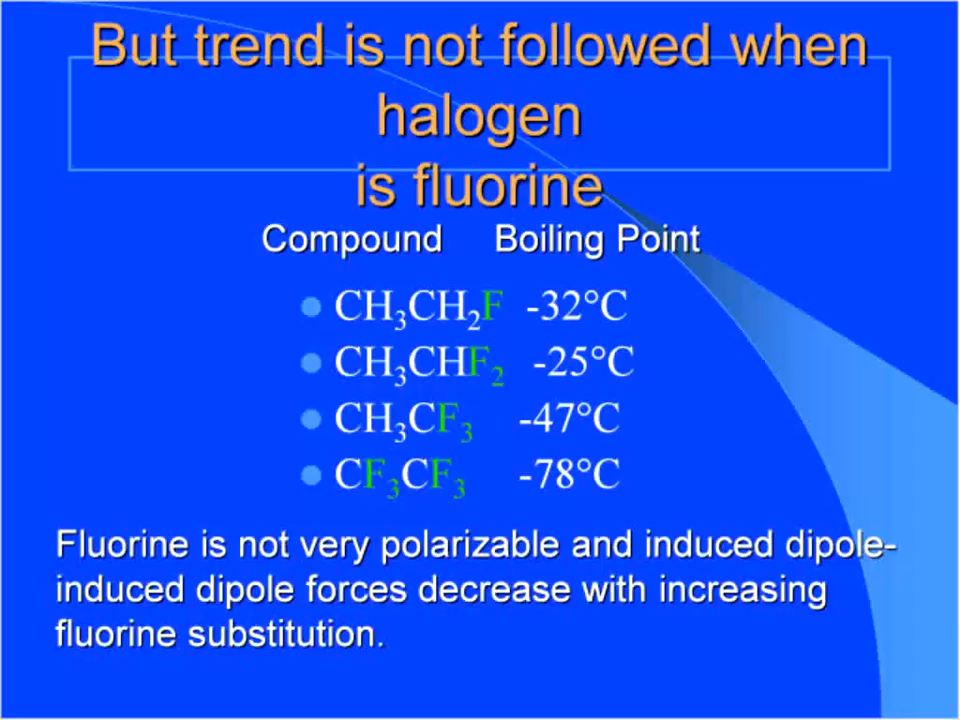 But trend is not followed when
halogen
is fluorine
Compound Boiling Point
CH₃CH₂F -32°C
CH₃CHF₂ -25°C
CH₃CF₃ -47°C
CF₃CF₃ -78°C
Fluorine is not very polarizable and induced dipole-
induced dipole forces decrease with increasing
fluorine substitution.